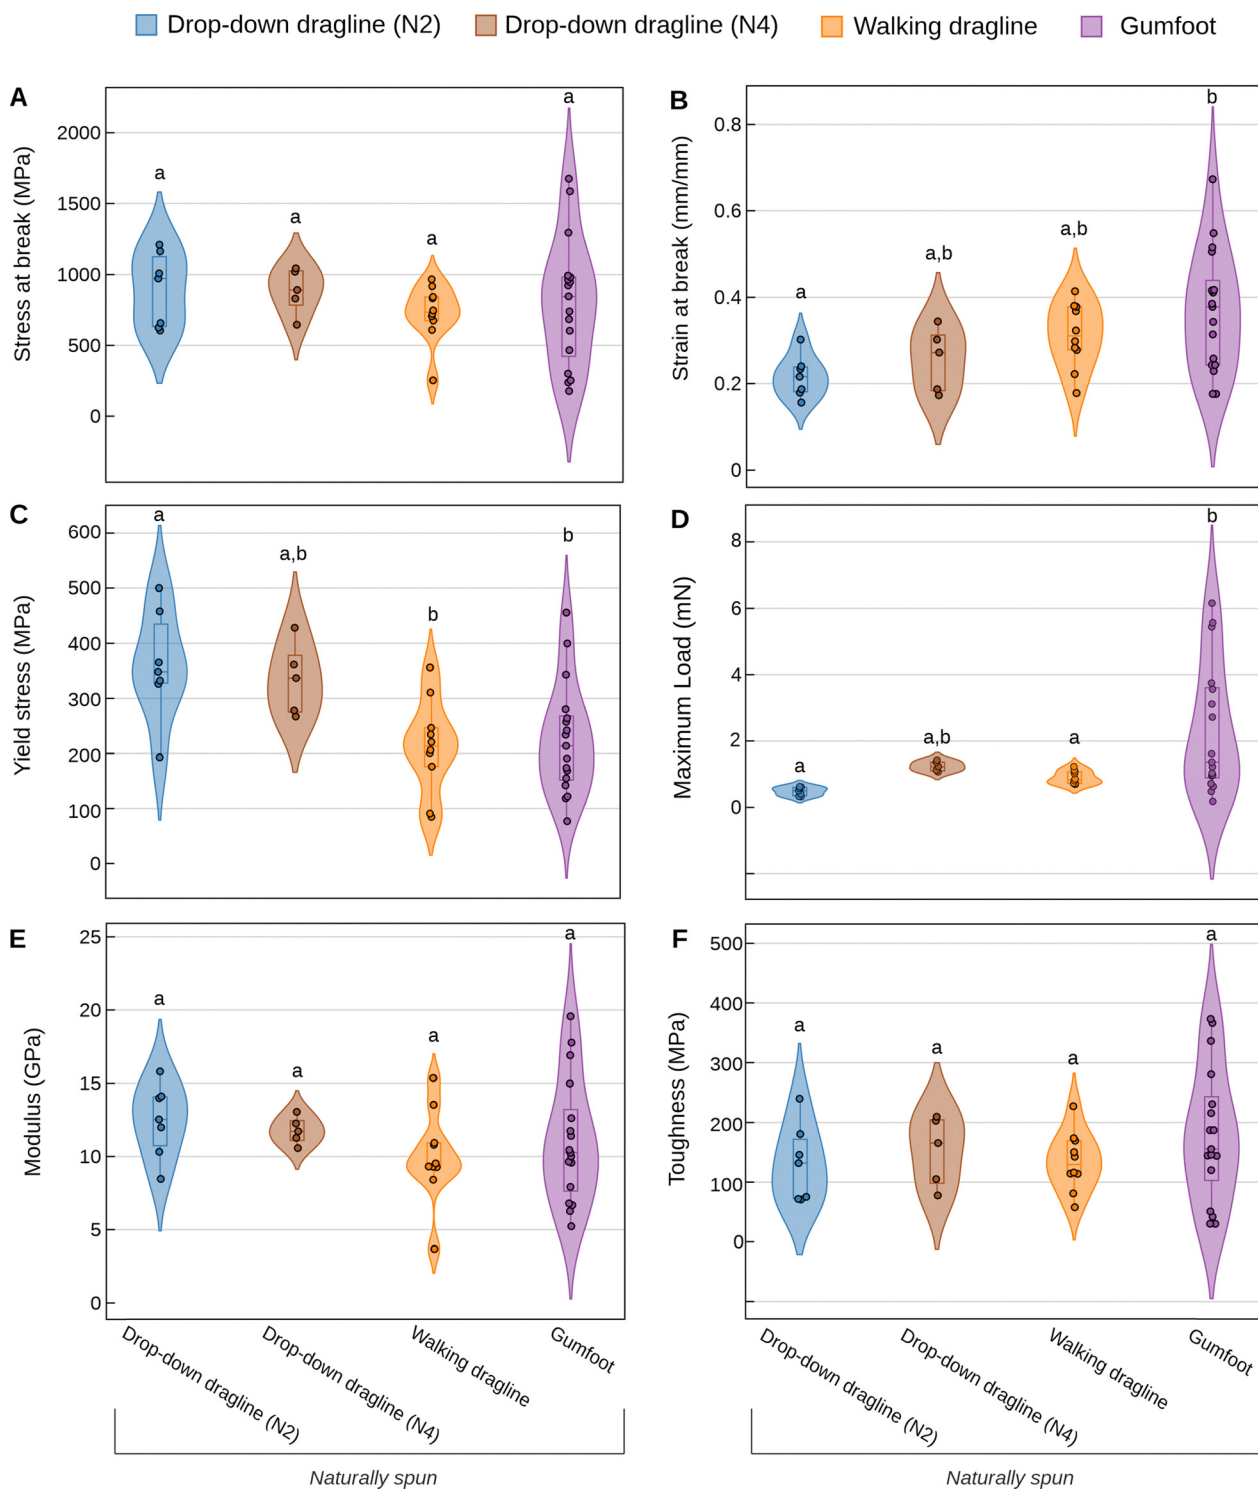 Drop-down dragline (N2) Drop-down dragline (N4) Walking dragline Gumfoot
A
Stress at break (MPa)
2000
1500
1000
500
0
a
a
a
a
B
Strain at break (mm/mm)
0.8
0.6
0.4
0.2
0
a
a,b
a,b
b
C
Yield stress (MPa)
600
500
400
300
200
100
0
a
a,b
b
b
D
Maximum Load (mN)
8
6
4
2
0
a
a,b
a
b
E
Modulus (GPa)
25
20
15
10
5
0
a
a
a
a
F
Toughness (MPa)
500
400
300
200
100
0
a
a
a
a
Drop-down dragline (N2)
Drop-down dragline (N4)
Walking dragline
Gumfoot
Naturally spun
Drop-down dragline (N2)
Drop-down dragline (N4)
Walking dragline
Gumfoot
Naturally spun